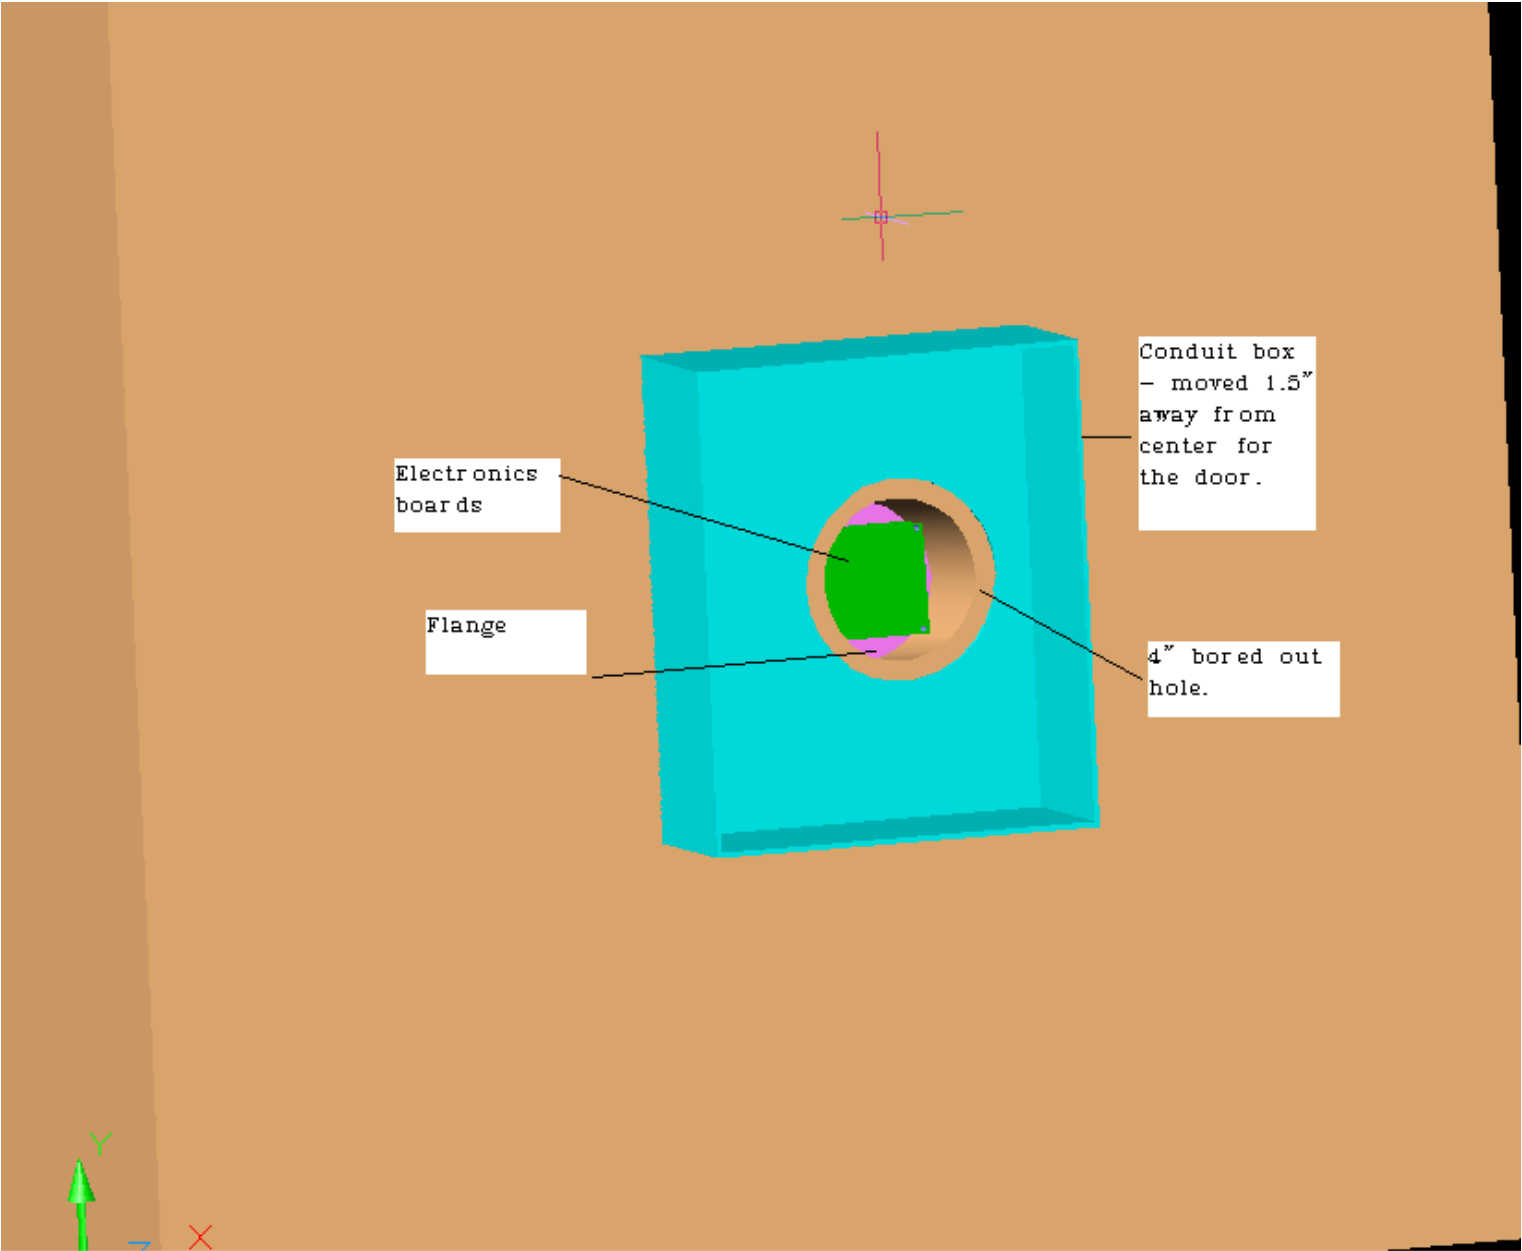 Conduit box
- moved 1.5"
away from
center for
the door.
Electronics
boards
Flange
4" bored out
hole.
Y
Z
X